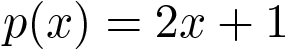 p(x) = 2x + 1